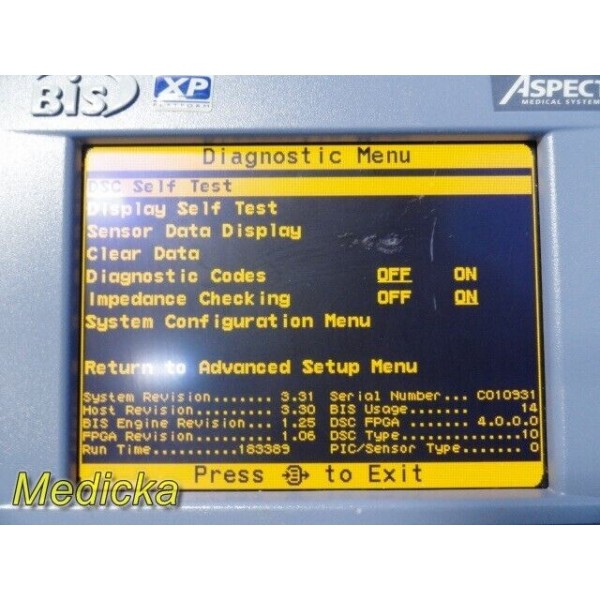 BIS XP PLATFORM ASPECT MEDICAL SYSTEMS
Diagnostic Menu
DSC Self Test
Display Self Test
Sensor Data Display
Clear Data
Diagnostic Codes OFF ON
Impedance Checking OFF ON
System Configuration Menu
Return to Advanced Setup Menu
System Revision....... 3.31 Serial Number... C010931
Host Revision......... 3.30 BIS Usage....... 14
BIS Engine Revision... 1.25 DSC FPGA ..... 4.0.0.0
FPGA Revision......... 1.06 DSC Type..........10
Run Time..........183389 PIC/Sensor Type.... 0
Press to Exit
Medicka